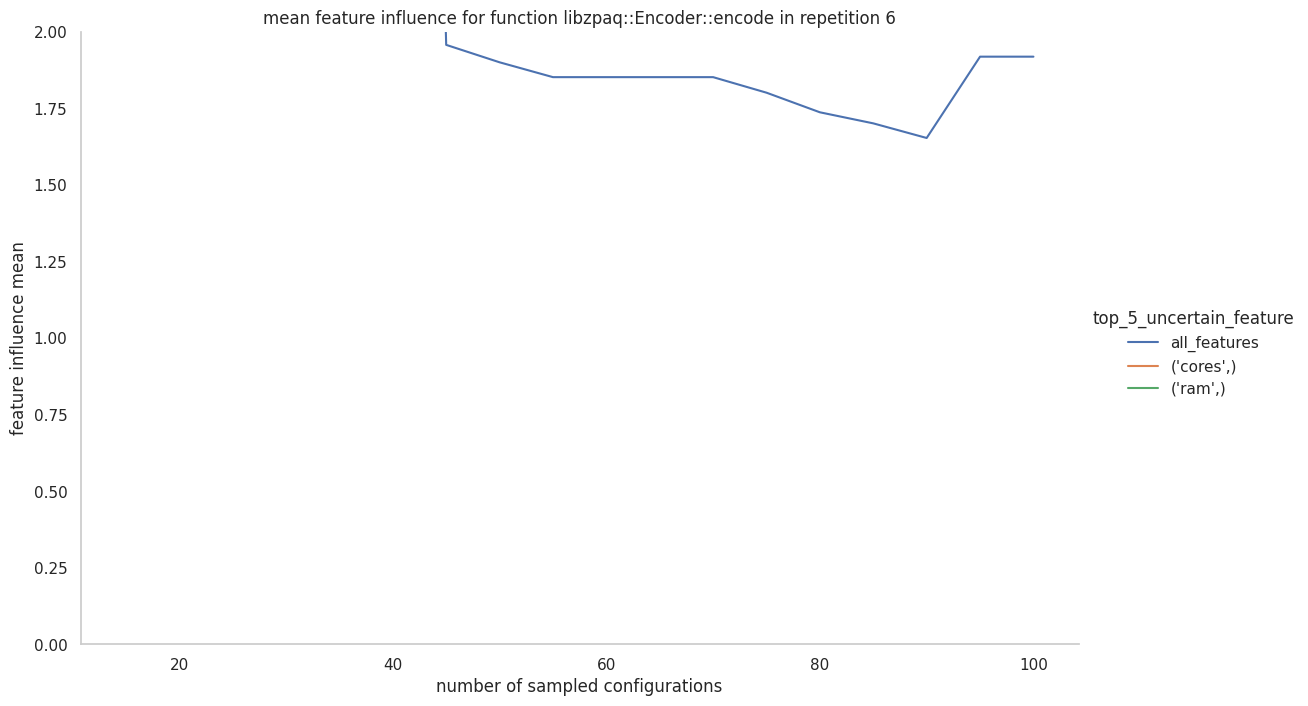 mean feature influence for function libzpaq::Encoder::encode in repetition 6
2.00
1.75
1.50
1.25
1.00
0.75
0.50
0.25
0.00
feature influence mean
20 40 60 80 100
number of sampled configurations
top_5_uncertain_feature
all_features
('cores',)
('ram',)